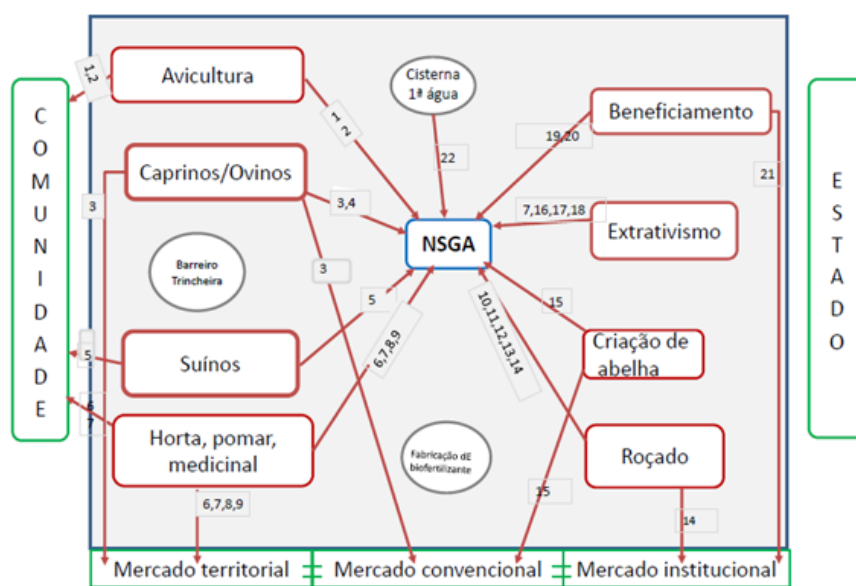 COMUNIDADE
1,2
Avicultura
1 2
Cisterna
1ª água
Beneficiamento
19,20
21
22
Caprinos/Ovinos
3
3,4
3
NSGA
7,16,17,18
Extrativismo
ESTADO
Barreiro
Trincheira
5
Suínos
5
6,7,8,9
10,11,12,13,14
15
Criação de
abelha
6
7
Horta, pomar,
medicinal
Fabricação dE
biofertilizante
Roçado
6,7,8,9
15
14
Mercado territorial
Mercado convencional
Mercado institucional